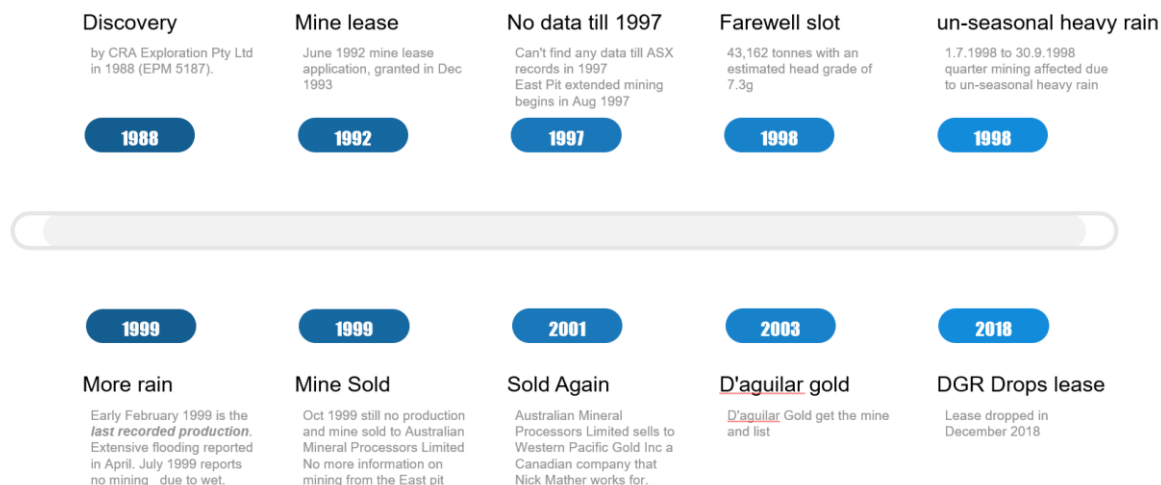 Discovery
by CRA Exploration Pty Ltd
in 1988 (EPM 5187).
1988
Mine lease
June 1992 mine lease
application, granted in Dec
1993
1992
No data till 1997
Can't find any data till ASX
records in 1997
East Pit extended mining
begins in Aug 1997
1997
Farewell slot
43,162 tonnes with an
estimated head grade of
7.3g
1998
un-seasonal heavy rain
1.7.1998 to 30.9.1998
quarter mining affected due
to un-seasonal heavy rain
1998
1999
More rain
Early February 1999 is the
last recorded production.
Extensive flooding reported
in April. July 1999 reports
no mining due to wet.
1999
Mine Sold
Oct 1999 still no production
and mine sold to Australian
Mineral Processors Limited
No more information on
mining from the East pit
2001
Sold Again
Australian Mineral
Processors Limited sells to
Western Pacific Gold Inc a
Canadian company that
Nick Mather works for.
2003
D'aguilar gold
D'aguilar Gold get the mine
and list
2018
DGR Drops lease
Lease dropped in
December 2018